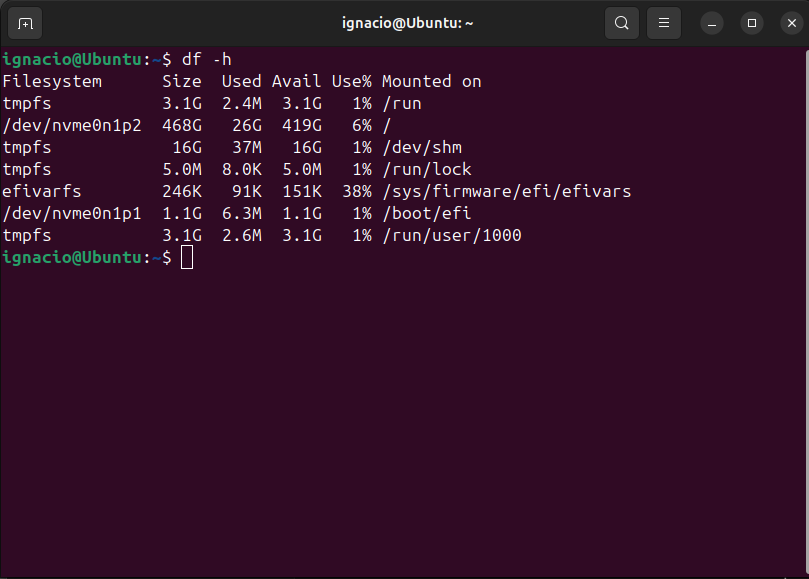 ignacio@Ubuntu: ~
ignacio@Ubuntu:~$ df -h
Filesystem      Size  Used Avail Use% Mounted on
tmpfs           3.1G  2.4M  3.1G   1% /run
/dev/nvme0n1p2  468G   26G  419G   6% /
tmpfs            16G   37M   16G   1% /dev/shm
tmpfs           5.0M  8.0K  5.0M   1% /run/lock
efivarfs        246K   91K  151K  38% /sys/firmware/efi/efivars
/dev/nvme0n1p1  1.1G  6.3M  1.1G   1% /boot/efi
tmpfs           3.1G  2.6M  3.1G   1% /run/user/1000
ignacio@Ubuntu:~$